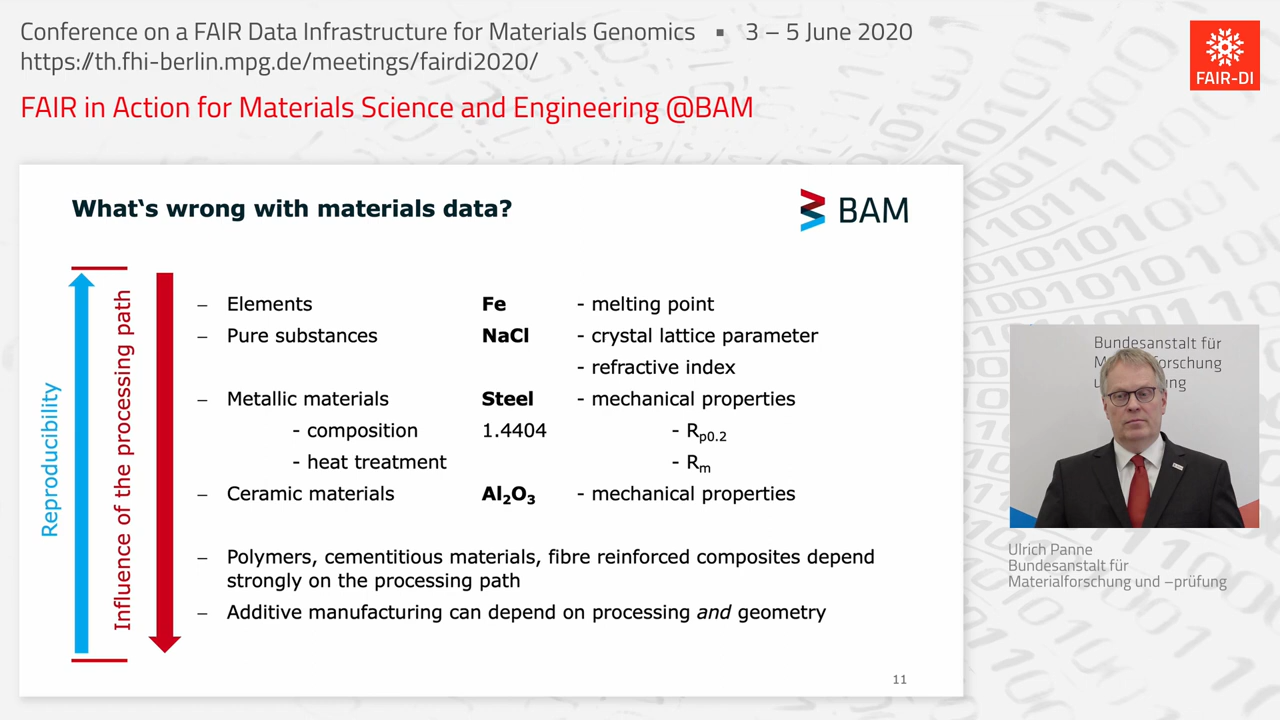 Conference on a FAIR Data Infrastructure for Materials Genomics ▪ 3 – 5 June 2020
https://th.fhi-berlin.mpg.de/meetings/fairdi2020/
FAIR-DI
FAIR in Action for Materials Science and Engineering @BAM
What‘s wrong with materials data?
BAM
Reproducibility
Influence of the processing path
– Elements Fe - melting point
– Pure substances NaCl - crystal lattice parameter
- refractive index
– Metallic materials Steel - mechanical properties
- composition 1.4404 - Rp0.2
- heat treatment - Rm
– Ceramic materials Al2O3 - mechanical properties
– Polymers, cementitious materials, fibre reinforced composites depend
strongly on the processing path
– Additive manufacturing can depend on processing and geometry
11
Bundesanstalt für
Ulrich Panne
Bundesanstalt für
Materialforschung und –prüfung